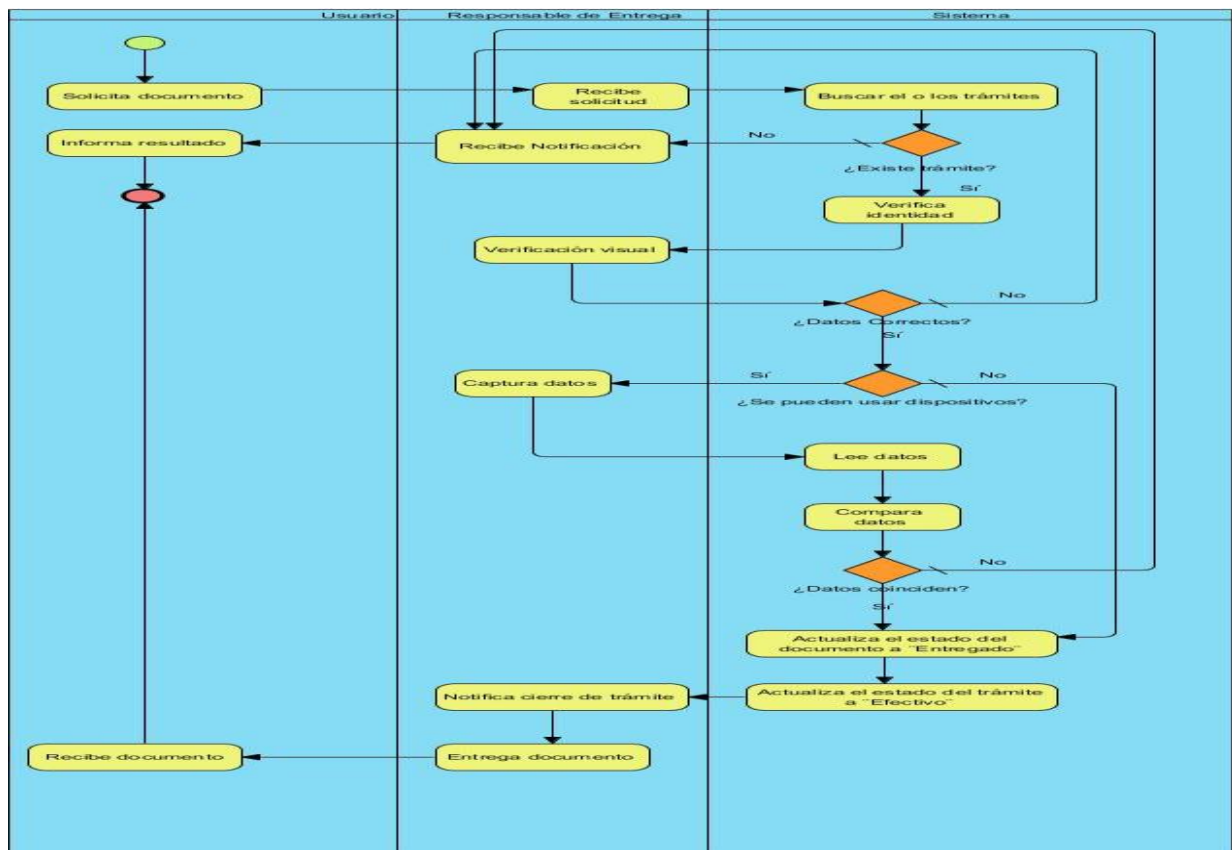 Usuario
Responsable de Entrega
Sistema
Solicita documento
Recibe
solicitud
Buscar el o los trámites
Informa resultado
Recibe Notificación
No
¿Existe trámite?
Sí
Verifica
identidad
Verificación visual
No
¿Datos Correctos?
Sí
Captura datos
Sí
No
¿Se pueden usar dispositivos?
Lee datos
Compara
datos
No
¿Datos coinciden?
Sí
Actualiza el estado del
documento a "Entregado"
Notifica cierre de trámite
Actualiza el estado del trámite
a "Efectivo"
Recibe documento
Entrega documento